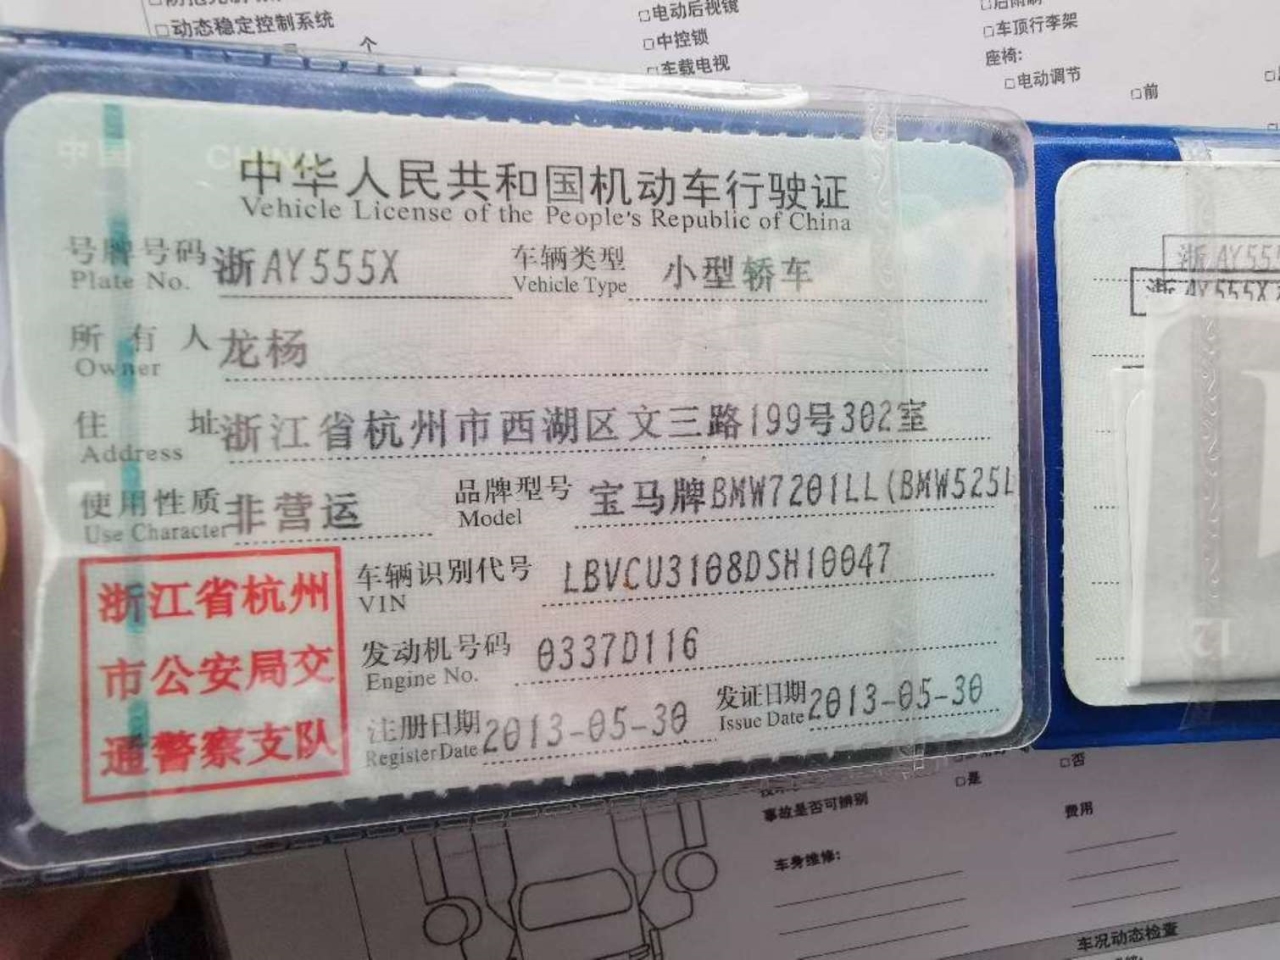 □动态稳定控制系统
个
□电动后视镜
□中控锁
□车载电视
□车顶行李架
座椅:
□电动调节
□前
中国 CHINA
中华人民共和国机动车行驶证
Vehicle License of the People's Republic of China
号牌号码 浙AY555X 车辆类型 小型轿车
Plate No. Vehicle Type
所有人 龙杨
Owner
住址 浙江省杭州市西湖区文三路199号302室
Address
使用性质 非营运 品牌型号 宝马牌BMW7201LL(BMW525L
Use Character Model
浙江省杭州
市公安局交
通警察支队
车辆识别代号 LBVCU3108DSH10047
VIN
发动机号码 0337D116
Engine No.
注册日期 2013-05-30 发证日期 2013-05-30
Register Date Issue Date
浙AY555
浙AY555X
□是
□否
事故是否可辨别
费用
车身维修:
车况动态检查